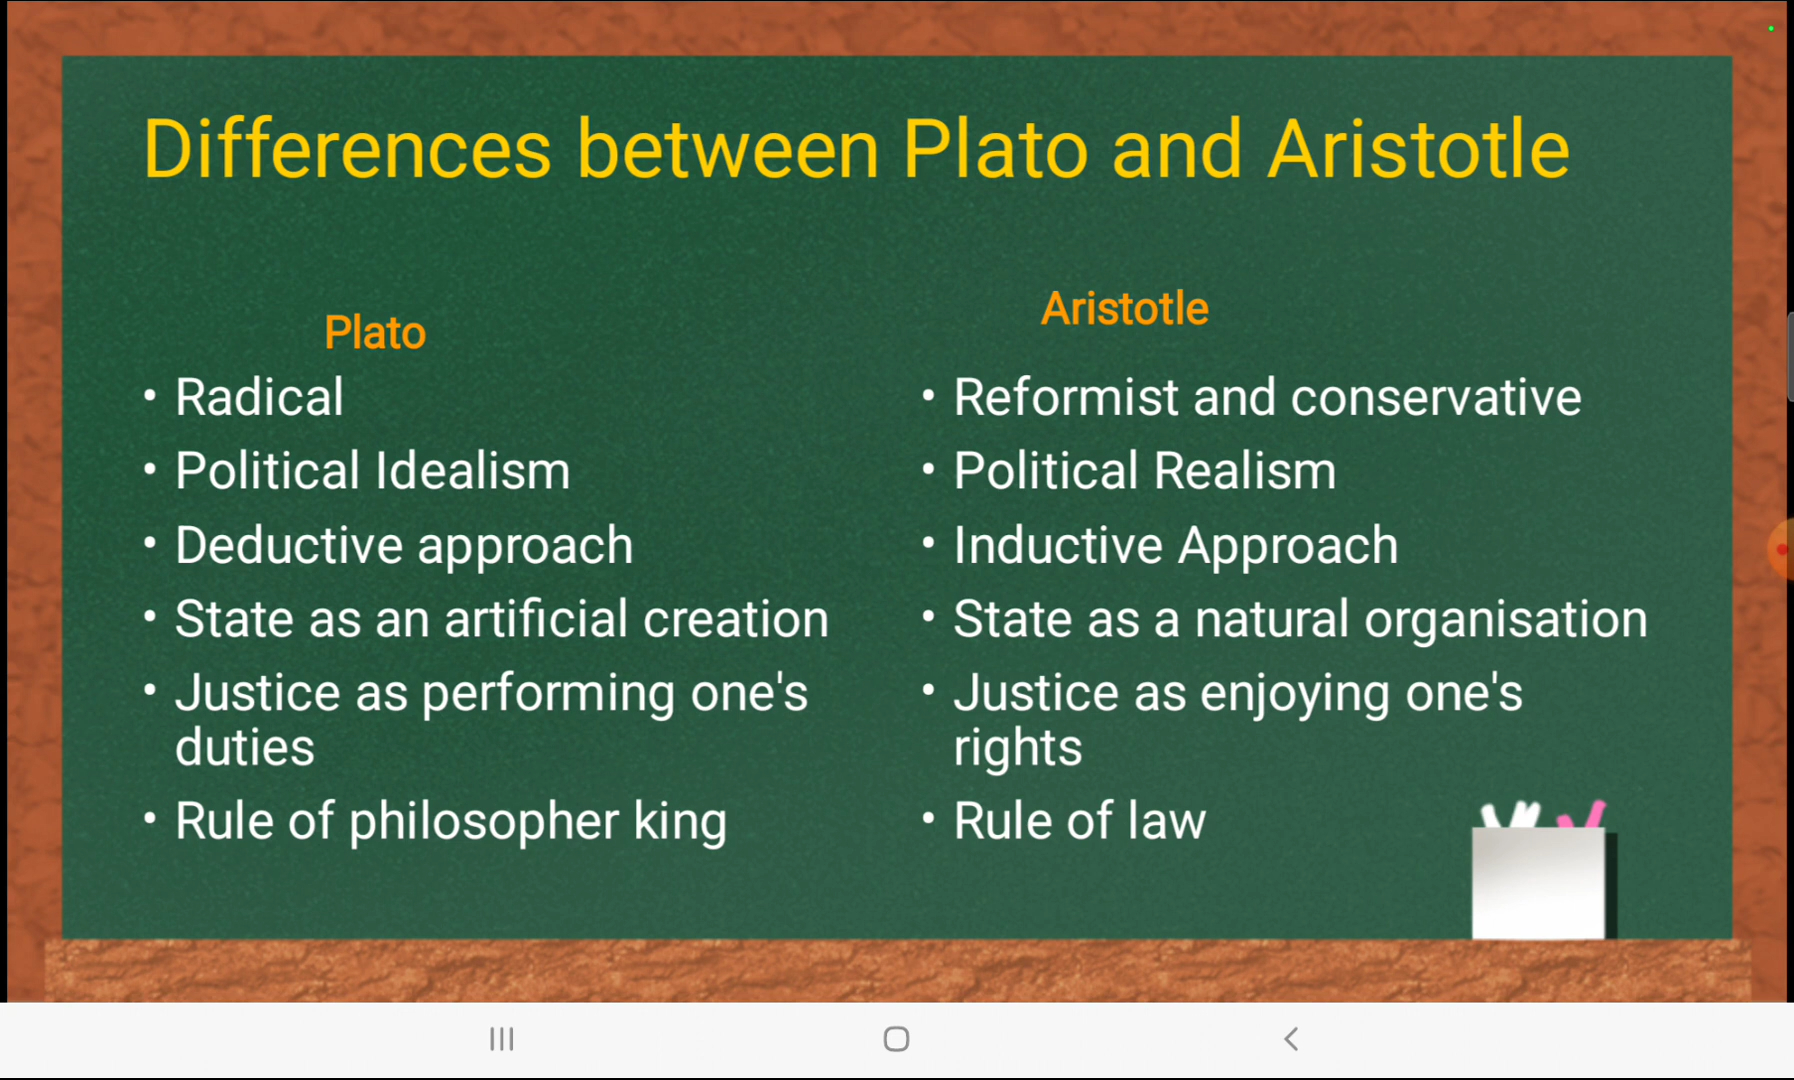 Differences between Plato and Aristotle
Plato
• Radical
• Political Idealism
• Deductive approach
• State as an artificial creation
• Justice as performing one's
duties
• Rule of philosopher king
Aristotle
• Reformist and conservative
• Political Realism
• Inductive Approach
• State as a natural organisation
• Justice as enjoying one's
rights
• Rule of law